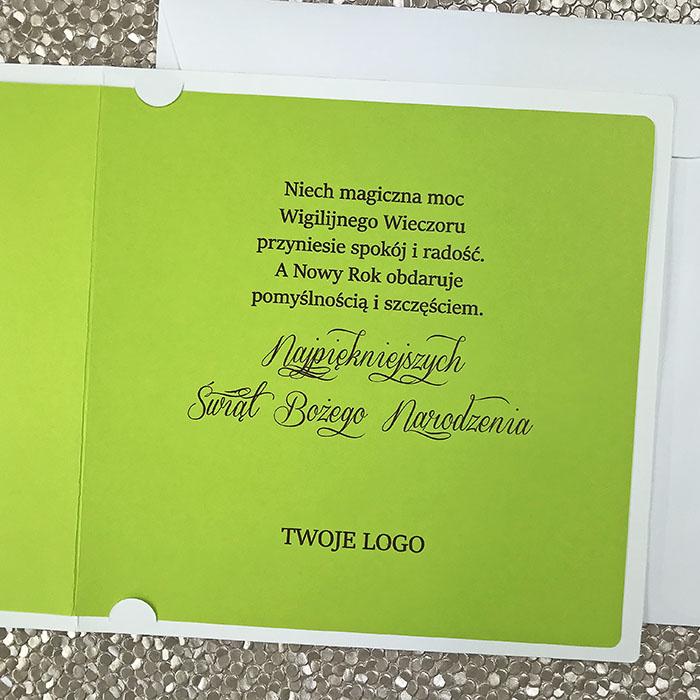 Niech magiczna moc
Wigilijnego Wieczoru
przyniesie spokój i radość.
A Nowy Rok obdaruje
pomyślnością i szczęściem.
Najpiękniejszych
Świąt Bożego Narodzenia
TWOJE LOGO